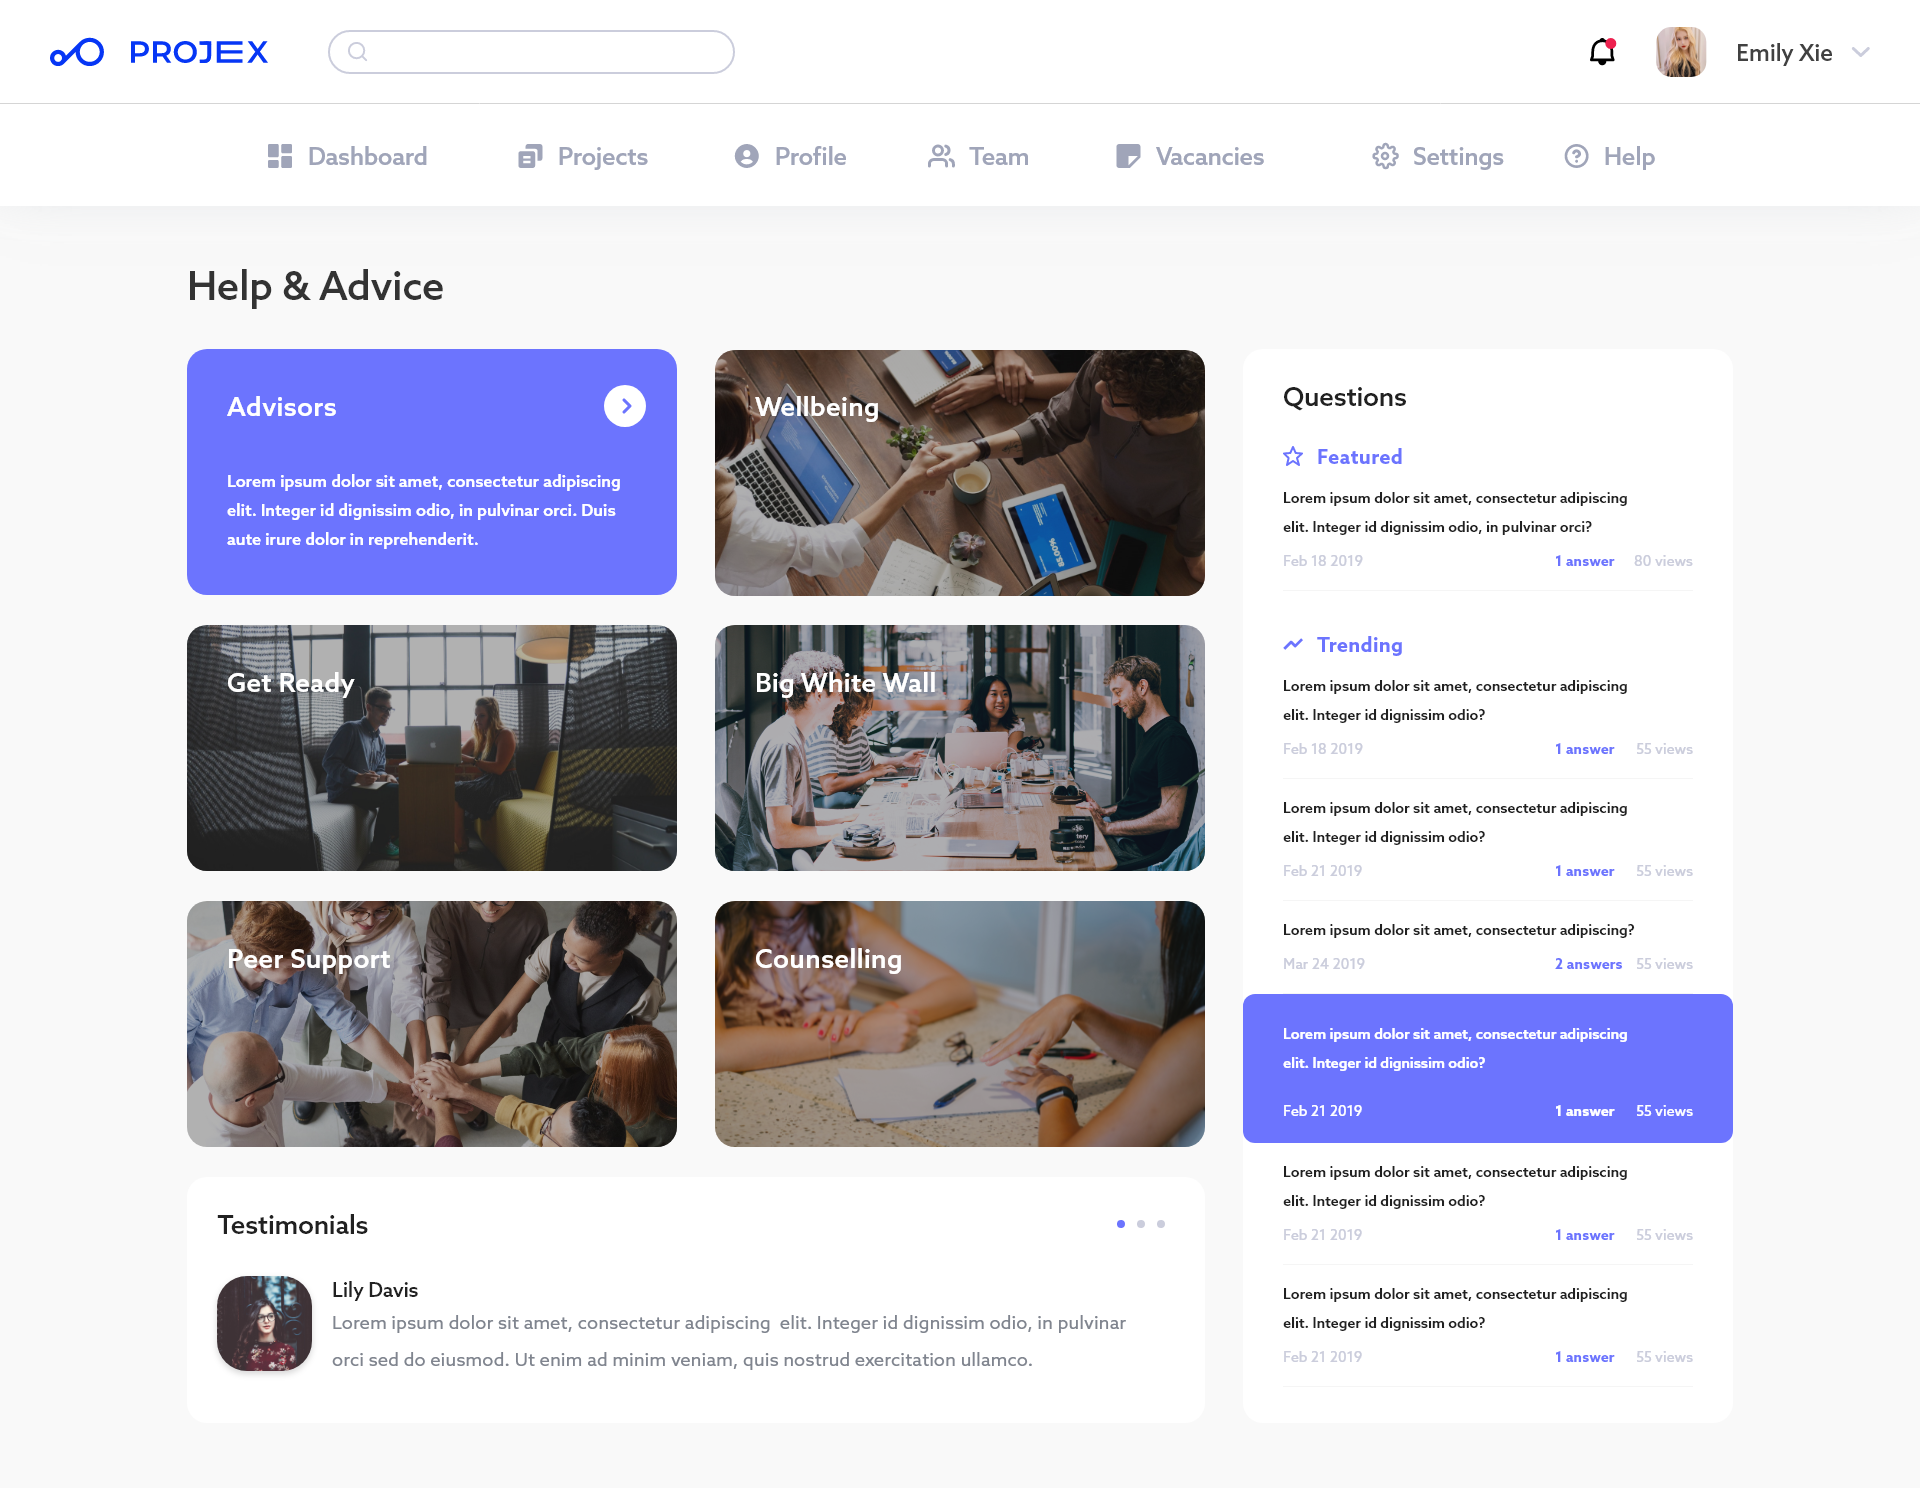 PROJEX
Emily Xie
Dashboard
Projects
Profile
Team
Vacancies
Settings
Help
Help & Advice
Advisors
Lorem ipsum dolor sit amet, consectetur adipiscing
elit. Integer id dignissim odio, in pulvinar orci. Duis
aute irure dolor in reprehenderit.
Wellbeing
85.00%
Get Ready
Big White Wall
Peer Support
Counselling
Testimonials
Lily Davis
Lorem ipsum dolor sit amet, consectetur adipiscing  elit. Integer id dignissim odio, in pulvinar
orci sed do eiusmod. Ut enim ad minim veniam, quis nostrud exercitation ullamco.
Questions
Featured
Lorem ipsum dolor sit amet, consectetur adipiscing
elit. Integer id dignissim odio, in pulvinar orci?
Feb 18 2019 1 answer 80 views
Trending
Lorem ipsum dolor sit amet, consectetur adipiscing
elit. Integer id dignissim odio?
Feb 18 2019 1 answer 55 views
Lorem ipsum dolor sit amet, consectetur adipiscing
elit. Integer id dignissim odio?
Feb 21 2019 1 answer 55 views
Lorem ipsum dolor sit amet, consectetur adipiscing?
Mar 24 2019 2 answers 55 views
Lorem ipsum dolor sit amet, consectetur adipiscing
elit. Integer id dignissim odio?
Feb 21 2019 1 answer 55 views
Lorem ipsum dolor sit amet, consectetur adipiscing
elit. Integer id dignissim odio?
Feb 21 2019 1 answer 55 views
Lorem ipsum dolor sit amet, consectetur adipiscing
elit. Integer id dignissim odio?
Feb 21 2019 1 answer 55 views